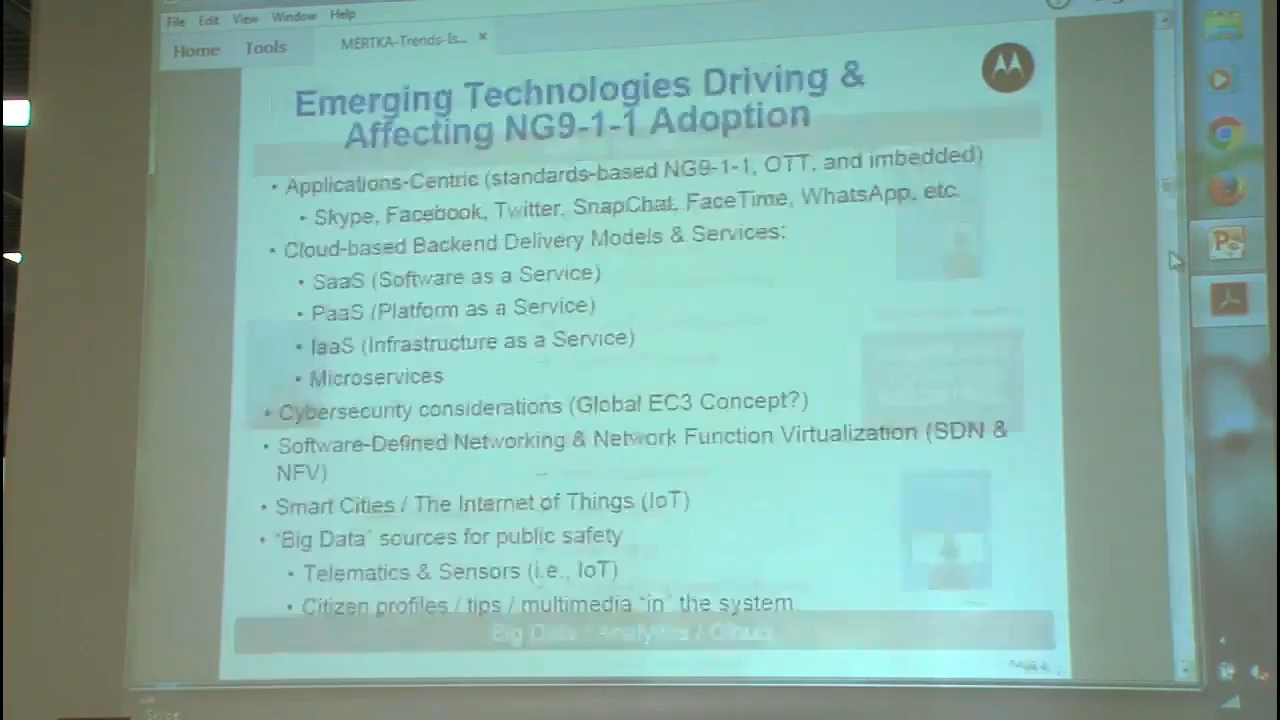 File Edit View Window Help
Home Tools MERTKA-Trends-Is... ×
Emerging Technologies Driving &
Affecting NG9-1-1 Adoption
• Applications-Centric (standards-based NG9-1-1, OTT, and imbedded)
• Skype, Facebook, Twitter, SnapChat, FaceTime, WhatsApp, etc.
• Cloud-based Backend Delivery Models & Services:
• SaaS (Software as a Service)
• PaaS (Platform as a Service)
• IaaS (Infrastructure as a Service)
• Microservices
• Cybersecurity considerations (Global EC3 Concept?)
• Software-Defined Networking & Network Function Virtualization (SDN &
NFV)
• Smart Cities / The Internet of Things (IoT)
• "Big Data" sources for public safety
• Telematics & Sensors (i.e., IoT)
• Citizen profiles / tips / multimedia "in" the system
Big Data / Analytics /